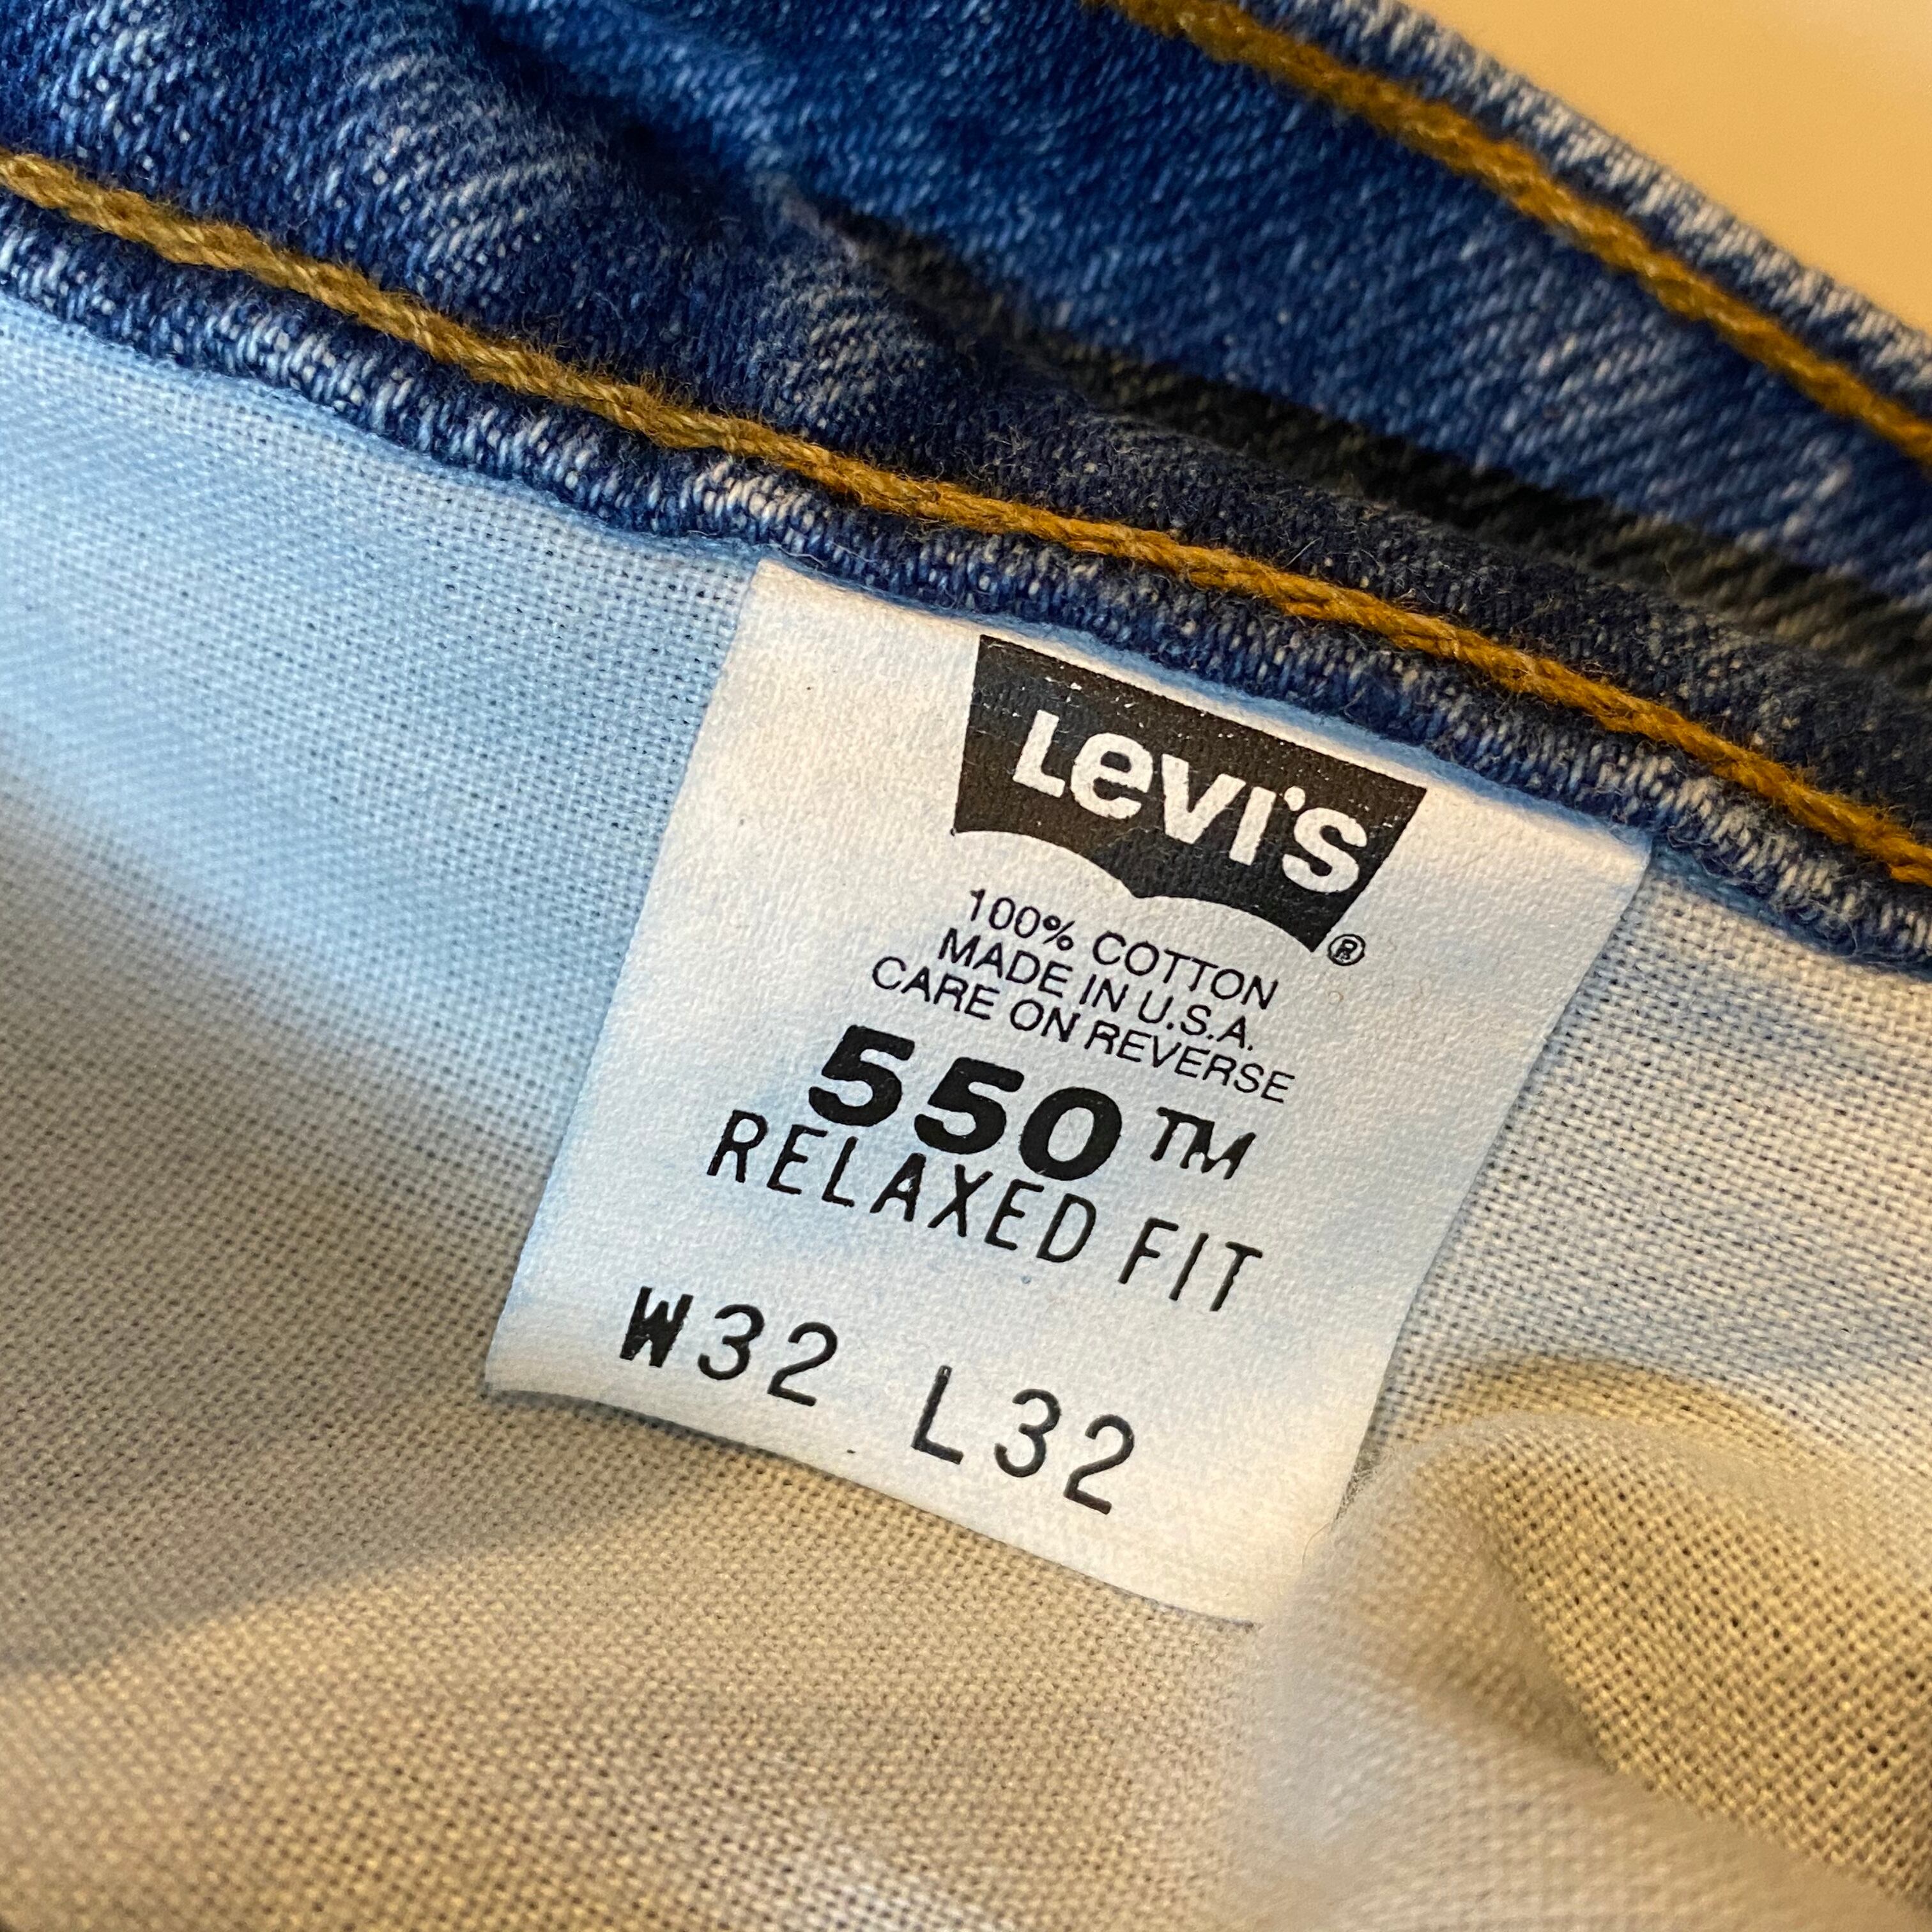 Levi's ®
100% COTTON
MADE IN U.S.A.
CARE ON REVERSE
550™
RELAXED FIT
W32 L32